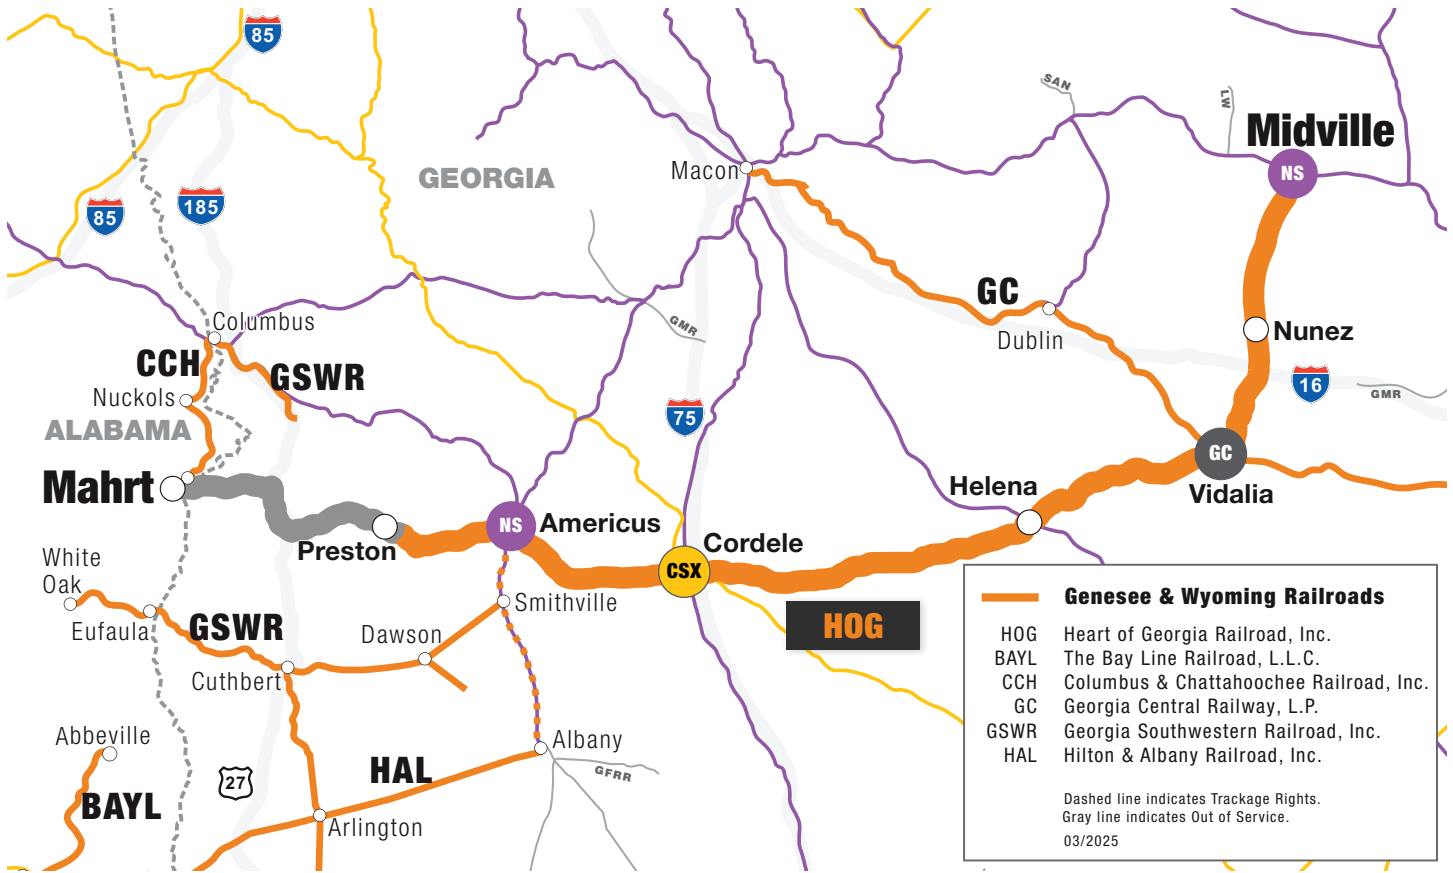 85
SAN
LW
Midville
NS
Macon
GEORGIA
185
85
GC
Columbus
Dublin
GMR
Nunez
CCH
GSWR
16
GMR
Nuckols
75
ALABAMA
GC
Mahrt
Helena
Vidalia
NS
Americus
Preston
Cordele
CSX
White
Oak
Smithville
HOG
Eufaula
GSWR
Dawson
Cuthbert
Abbeville
Albany
27
HAL
GFRR
BAYL
Arlington
Genesee & Wyoming Railroads
HOG Heart of Georgia Railroad, Inc.
BAYL The Bay Line Railroad, L.L.C.
CCH Columbus & Chattahoochee Railroad, Inc.
GC Georgia Central Railway, L.P.
GSWR Georgia Southwestern Railroad, Inc.
HAL Hilton & Albany Railroad, Inc.
Dashed line indicates Trackage Rights.
Gray line indicates Out of Service.
03/2025